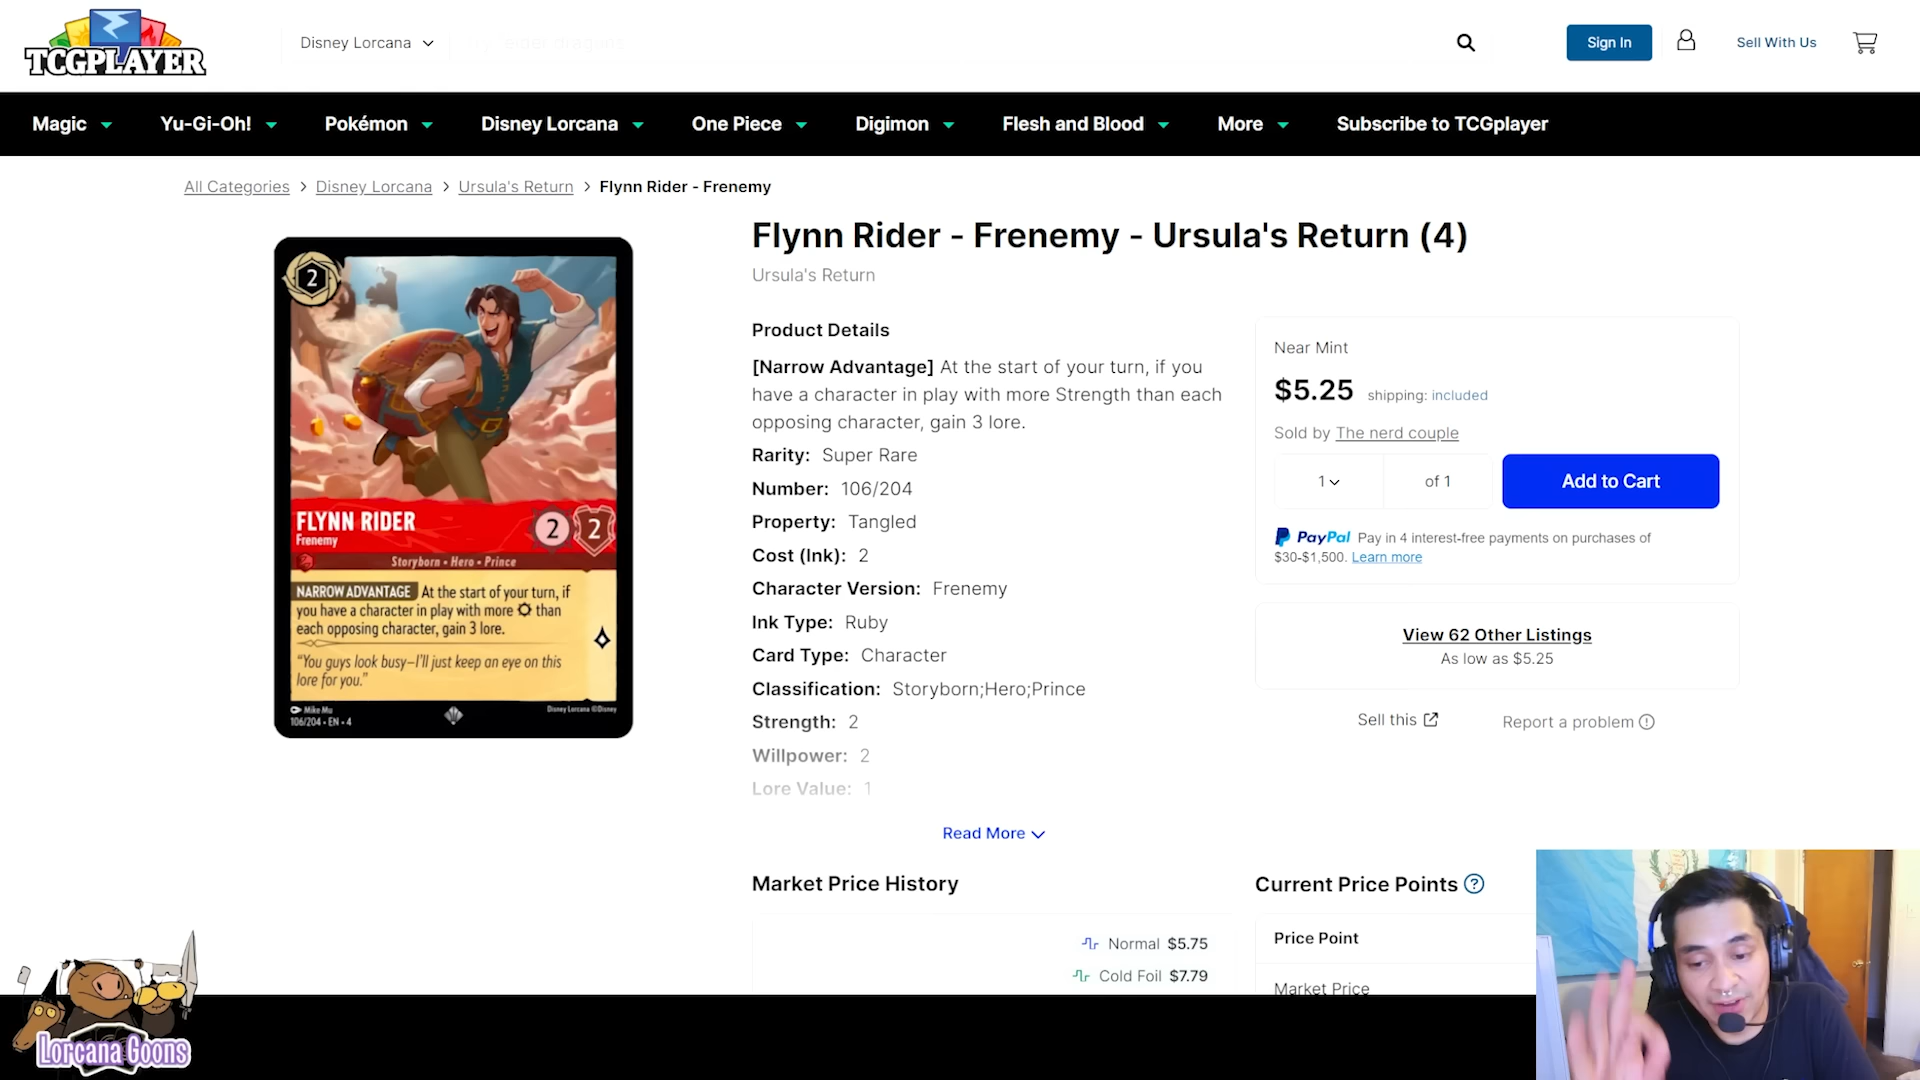 TCGPLAYER
Disney Lorcana
Sign In
Sell With Us
Magic
Yu-Gi-Oh!
Pokémon
Disney Lorcana
One Piece
Digimon
Flesh and Blood
More
Subscribe to TCGplayer
All Categories > Disney Lorcana > Ursula's Return > Flynn Rider - Frenemy
2
FLYNN RIDER
Frenemy
2
2
Storyborn • Hero • Prince
NARROW ADVANTAGE At the start of your turn, if
you have a character in play with more than
each opposing character, gain 3 lore.
“You guys look busy–I'll just keep an eye on this
lore for you.”
Mike Mu
106/204 • EN • 4
Disney Lorcana ©Disney
Flynn Rider - Frenemy - Ursula's Return (4)
Ursula's Return
Product Details
[Narrow Advantage] At the start of your turn, if you
have a character in play with more Strength than each
opposing character, gain 3 lore.
Rarity: Super Rare
Number: 106/204
Property: Tangled
Cost (Ink): 2
Character Version: Frenemy
Ink Type: Ruby
Card Type: Character
Classification: Storyborn;Hero;Prince
Strength: 2
Willpower: 2
Lore Value: 1
Read More
Near Mint
$5.25 shipping: included
Sold by The nerd couple
1
of 1
Add to Cart
PayPal Pay in 4 interest-free payments on purchases of
$30-$1,500. Learn more
View 62 Other Listings
As low as $5.25
Sell this
Report a problem
Market Price History
Normal $5.75
Cold Foil $7.79
Current Price Points
Price Point
Market Price
Lorcana Goons